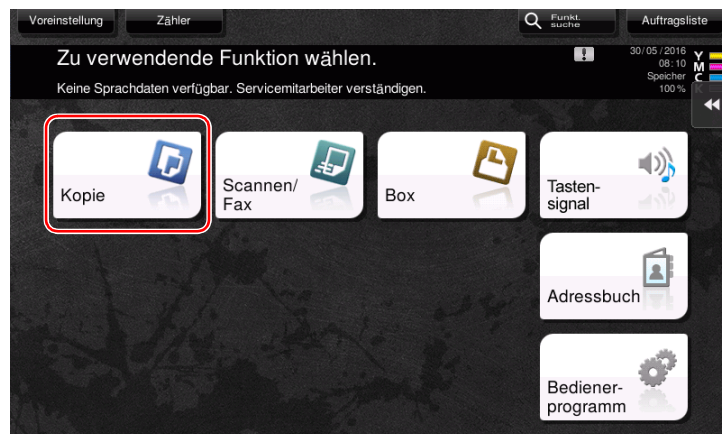 Voreinstellung
Zähler
Funkt.
suche
Auftragsliste
Zu verwendende Funktion wählen.
Keine Sprachdaten verfügbar. Servicemitarbeiter verständigen.
30/05/2016
08:10
Speicher
100 %
Y
M
C
K
Kopie
Scannen/
Fax
Box
Tasten-
signal
Adressbuch
Bediener-
programm